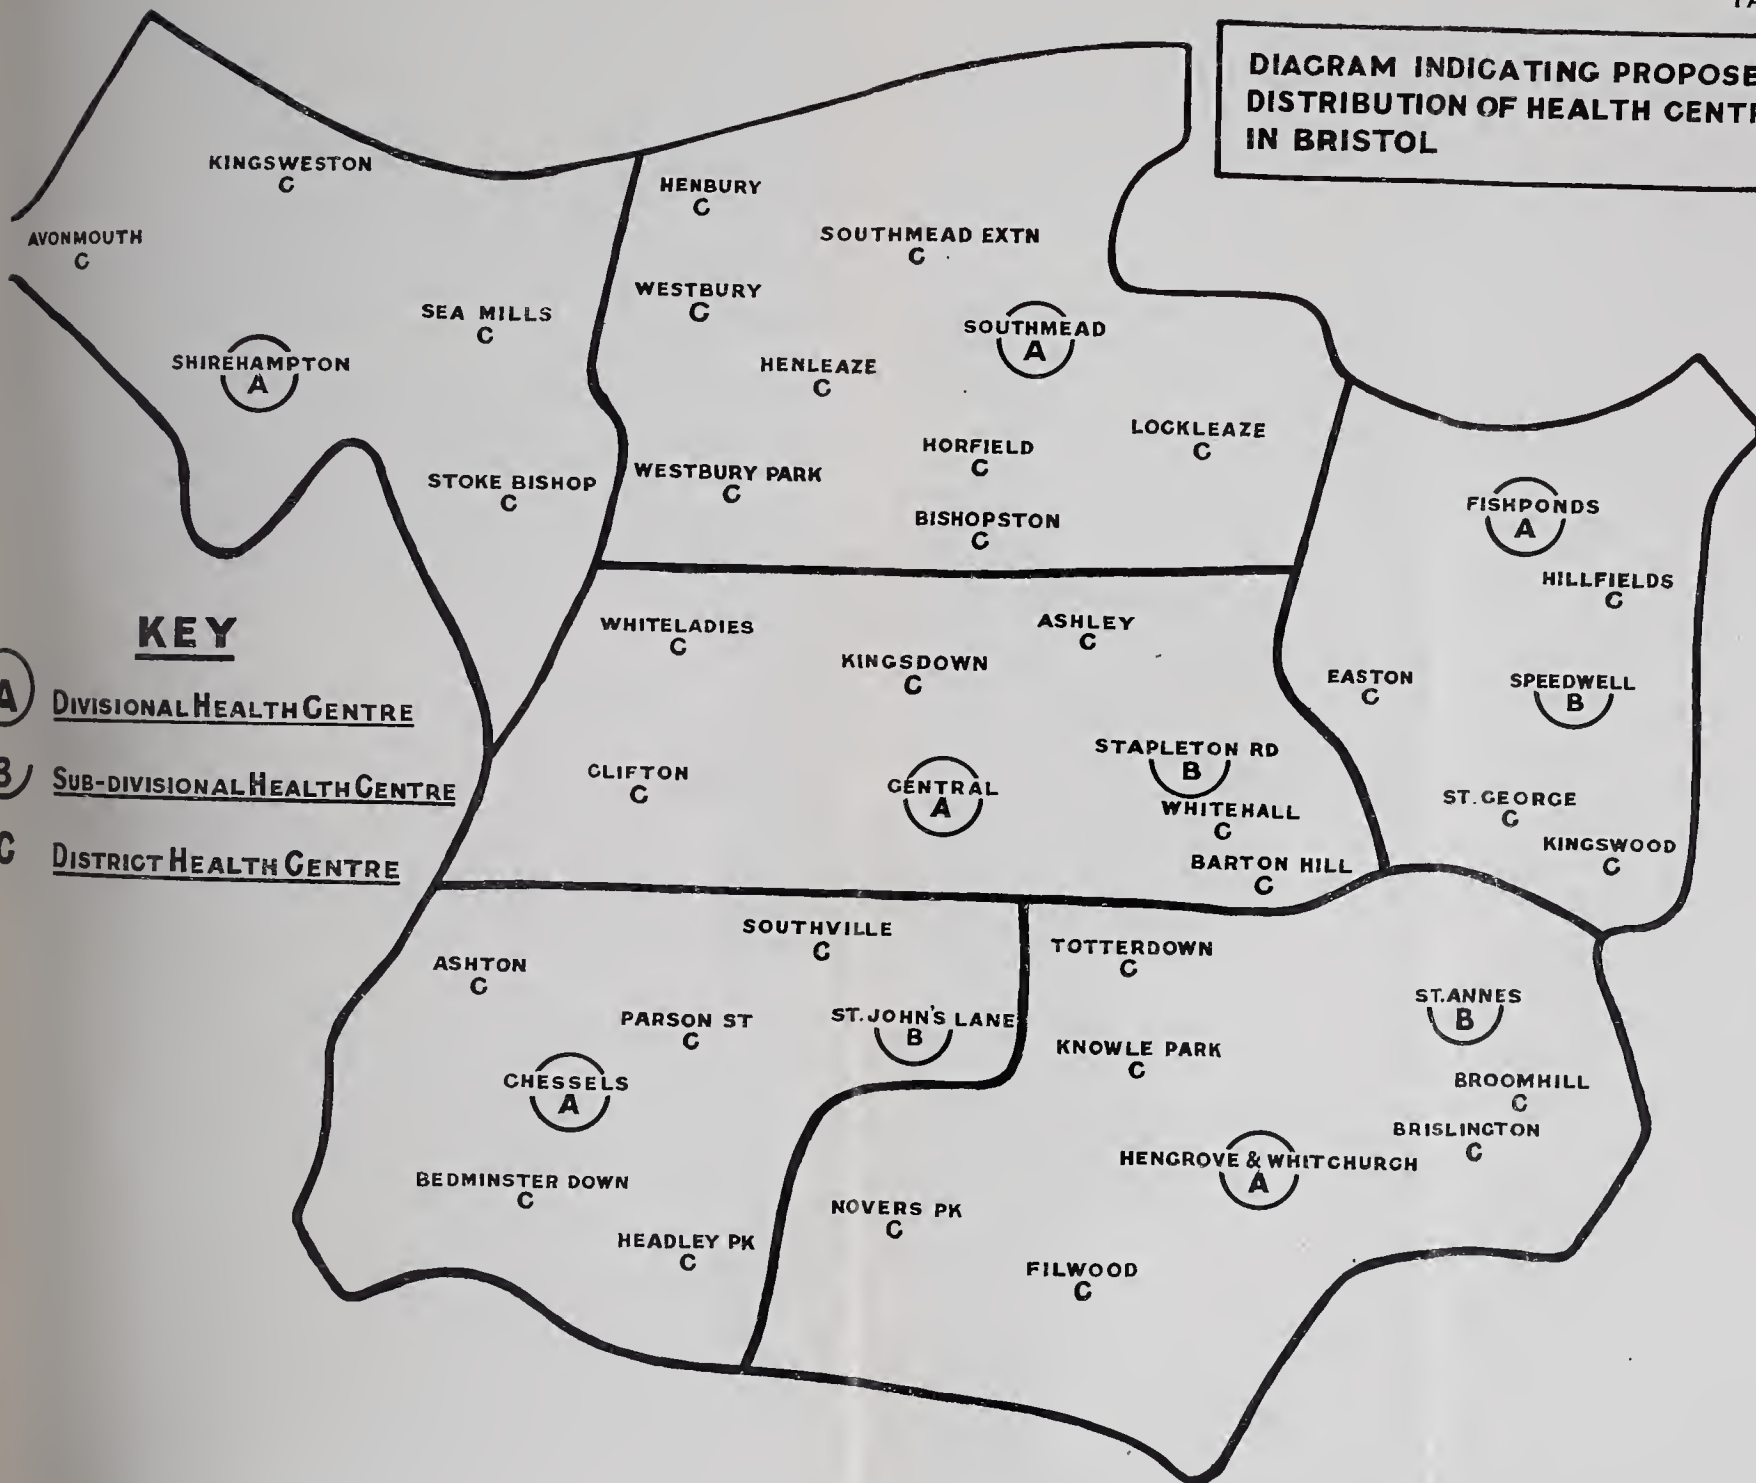 DIAGRAM INDICATING
DISTRIBUTION OF HEALTH
IN BRISTOL
KINGSWESTON
C
AVONMOUTH
C
SEA MILLS
C
SHIREHAMPTON
A
STOKE BISHOP
C
HENBURY
C
SOUTHMEAD EXTN
C
WESTBURY
C
SOUTHMEAD
A
HENLEAZE
C
LOCKLEAZE
C
HORFIELD
C
WESTBURY PARK
C
BISHOPSTON
C
FISHPONDS
A
HILLFIELDS
C
EASTON
C
SPEEDWELL
B
ST. GEORGE
C
KINGSWOOD
C
WHITELADIES
C
ASHLEY
C
KINGSDOWN
C
STAPLETON RD
B
CLIFTON
C
CENTRAL
A
WHITEHALL
C
BARTON HILL
C
KEY
A DIVISIONAL HEALTH CENTRE
B SUB-DIVISIONAL HEALTH CENTRE
C DISTRICT HEALTH CENTRE
SOUTHVILLE
C
ASHTON
C
PARSON ST
C
ST. JOHN'S LANE
B
CHESSELS
A
BEDMINSTER DOWN
C
HEADLEY PK
C
TOTTERDOWN
C
ST. ANNES
B
KNOWLE PARK
C
BROOMHILL
C
BRISLINGTON
C
HENGROVE & WHITCHURCH
A
NOVERS PK
C
FILWOOD
C